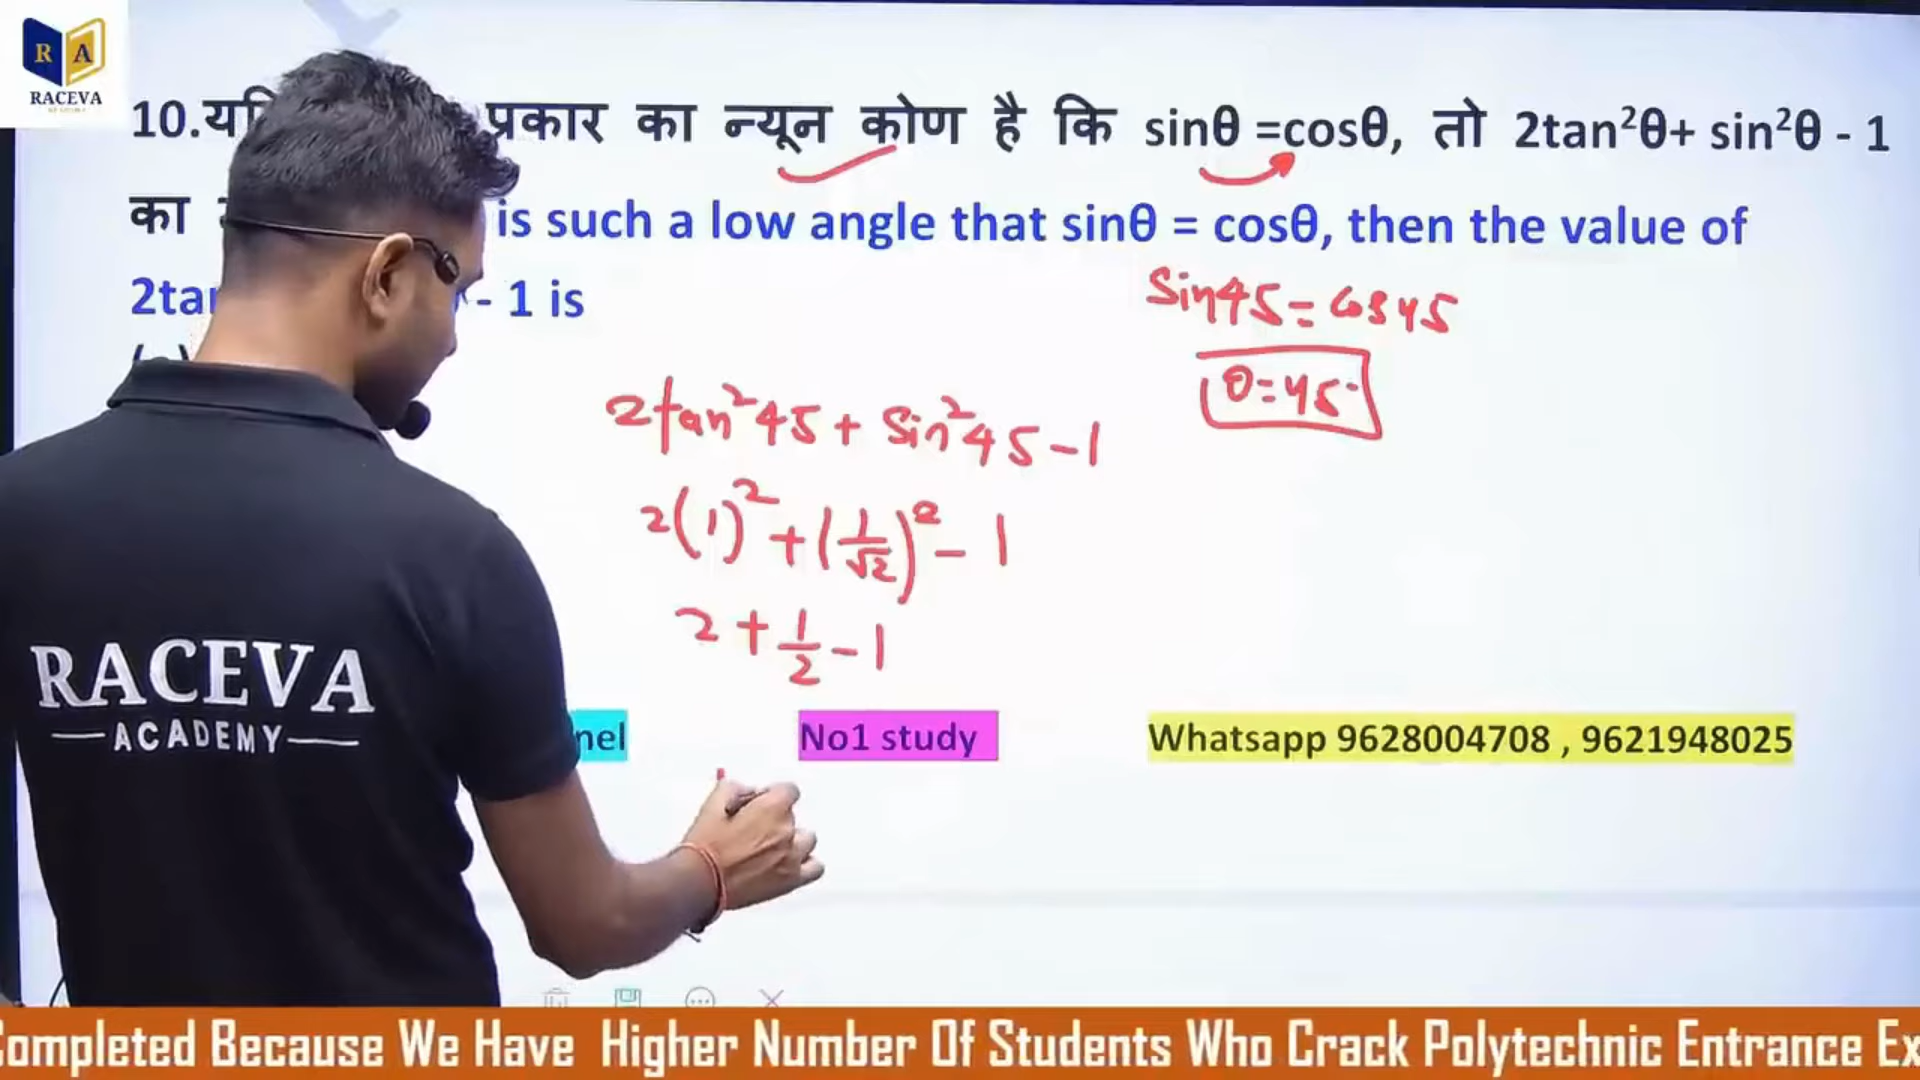 R A
RACEVA
10.यदि प्रकार का न्यून कोण है कि sinθ =cosθ, तो 2tan²θ+ sin²θ - 1
का is such a low angle that sinθ = cosθ, then the value of
2tan - 1 is
sin45 = cos45
θ=45°
2tan²45 + sin²45 - 1
2(1)² + (1/√2)² - 1
2 + 1/2 - 1
RACEVA
ACADEMY
nel No1 study Whatsapp 9628004708 , 9621948025
Completed Because We Have Higher Number Of Students Who Crack Polytechnic Entrance Ex